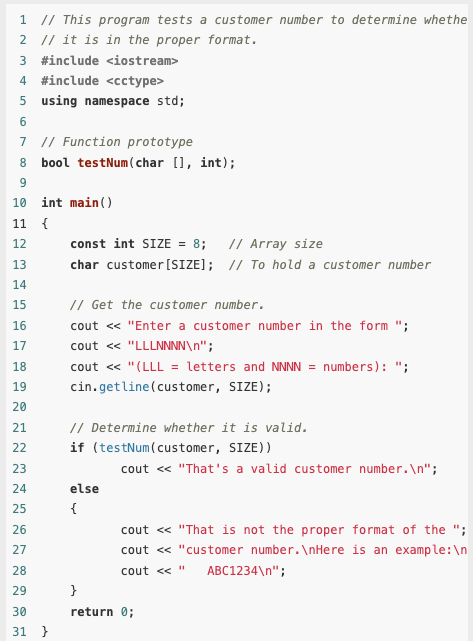 1 // This program tests a customer number to determine whethe
2 // it is in the proper format.
3 #include <iostream>
4 #include <cctype>
5 using namespace std;
6
7 // Function prototype
8 bool testNum(char [], int);
9
10 int main()
11 {
12     const int SIZE = 8;   // Array size
13     char customer[SIZE];  // To hold a customer number
14
15     // Get the customer number.
16     cout << "Enter a customer number in the form ";
17     cout << "LLLNNNN\n";
18     cout << "(LLL = letters and NNNN = numbers): ";
19     cin.getline(customer, SIZE);
20
21     // Determine whether it is valid.
22     if (testNum(customer, SIZE))
23            cout << "That's a valid customer number.\n";
24     else
25     {
26            cout << "That is not the proper format of the ";
27            cout << "customer number.\nHere is an example:\n
28            cout << "   ABC1234\n";
29     }
30     return 0;
31 }